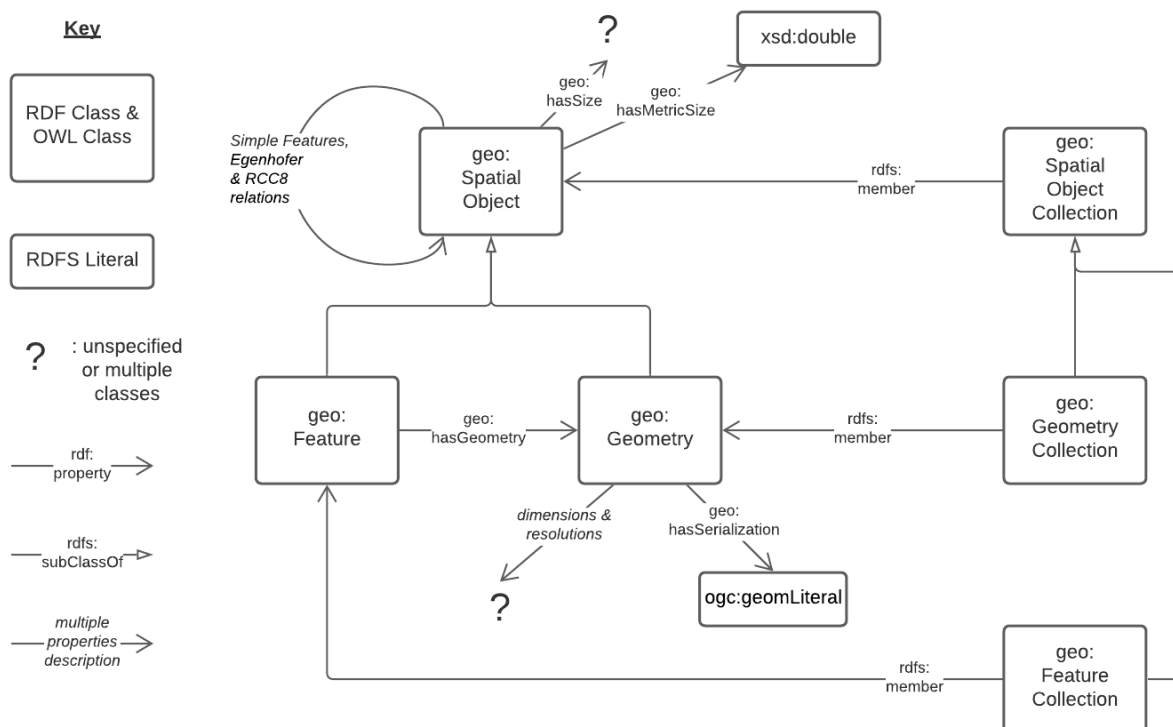 Key
RDF Class &
OWL Class
RDFS Literal
?
: unspecified
or multiple
classes
rdf:
property
rdfs:
subClassOf
multiple
properties
description
?
xsd:double
geo:
hasSize
geo:
hasMetricSize
Simple Features,
Egenhofer
& RCC8
relations
geo:
Spatial
Object
rdfs:
member
geo:
Spatial
Object
Collection
geo:
Feature
geo:
hasGeometry
geo:
Geometry
rdfs:
member
geo:
Geometry
Collection
dimensions &
resolutions
geo:
hasSerialization
?
ogc:geomLiteral
rdfs:
member
geo:
Feature
Collection